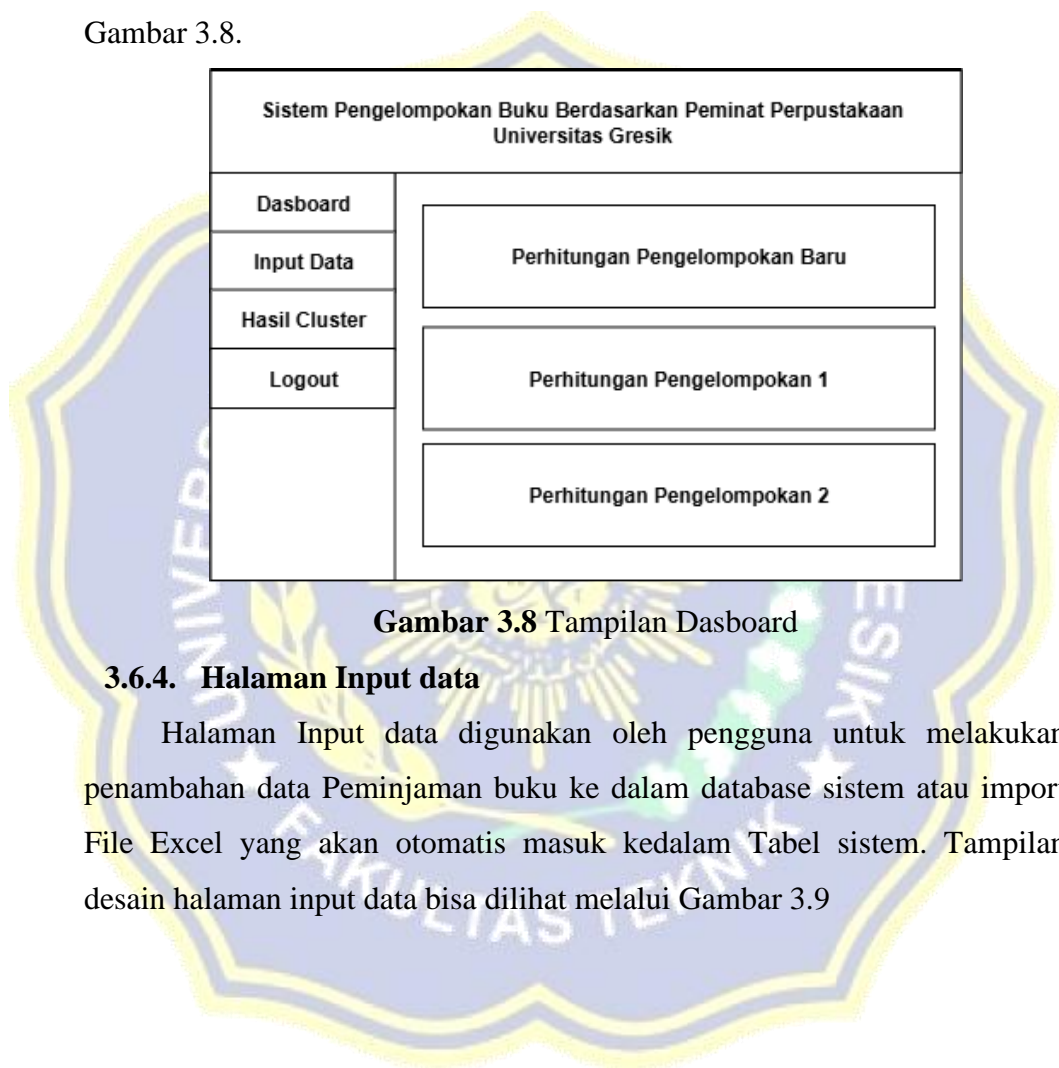 Gambar 3.8.
Sistem Pengelompokan Buku Berdasarkan Peminat Perpustakaan
Universitas Gresik
Dasboard
Input Data
Hasil Cluster
Logout
Perhitungan Pengelompokan Baru
Perhitungan Pengelompokan 1
Perhitungan Pengelompokan 2
Gambar 3.8 Tampilan Dasboard
3.6.4. Halaman Input data
Halaman Input data digunakan oleh pengguna untuk melakukan
penambahan data Peminjaman buku ke dalam database sistem atau import
File Excel yang akan otomatis masuk kedalam Tabel sistem. Tampilan
desain halaman input data bisa dilihat melalui Gambar 3.9
FAKULTAS TEKNIK